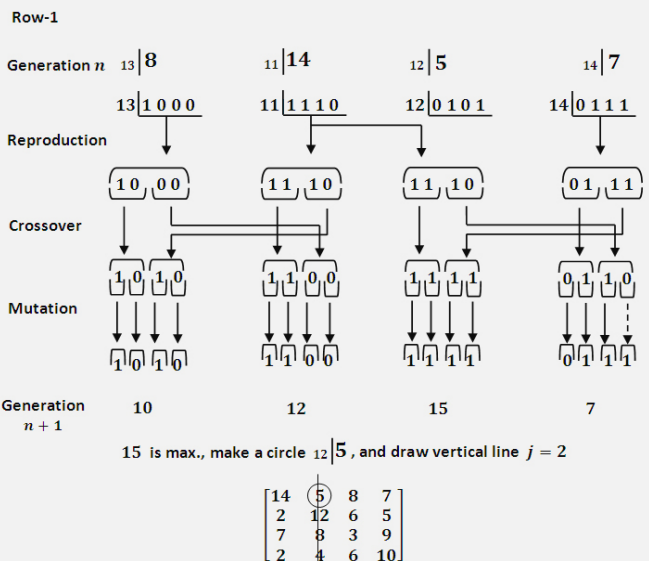 Row-1
Generation n 13|8 11|14 12|5 14|7
13|1 0 0 0 11|1 1 1 0 12|0 1 0 1 14|0 1 1 1
Reproduction
1 0 0 0 1 1 1 0 1 1 1 0 0 1 1 1
Crossover
1 0 1 0 1 1 0 0 1 1 1 1 0 1 1 0
Mutation
1 0 1 0 1 1 0 0 1 1 1 1 0 1 1 1
Generation 10 12 15 7
n + 1
15 is max., make a circle 12|5 , and draw vertical line j = 2
14 5 8 7
2 12 6 5
7 8 3 9
2 4 6 10